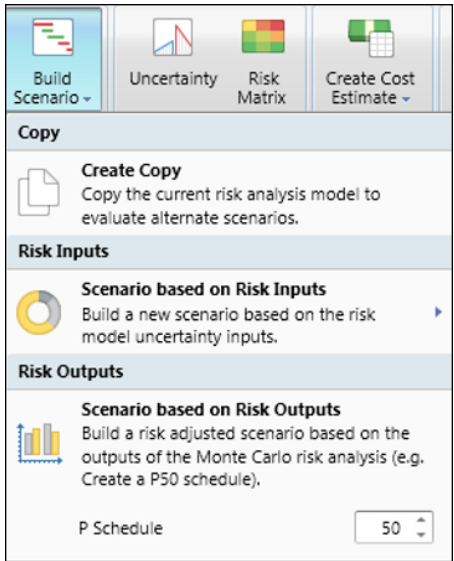 Build Scenario
Uncertainty
Risk Matrix
Create Cost Estimate
Copy
Create Copy
Copy the current risk analysis model to
evaluate alternate scenarios.
Risk Inputs
Scenario based on Risk Inputs
Build a new scenario based on the risk
model uncertainty inputs.
Risk Outputs
Scenario based on Risk Outputs
Build a risk adjusted scenario based on the
outputs of the Monte Carlo risk analysis (e.g.
Create a P50 schedule).
P Schedule 50